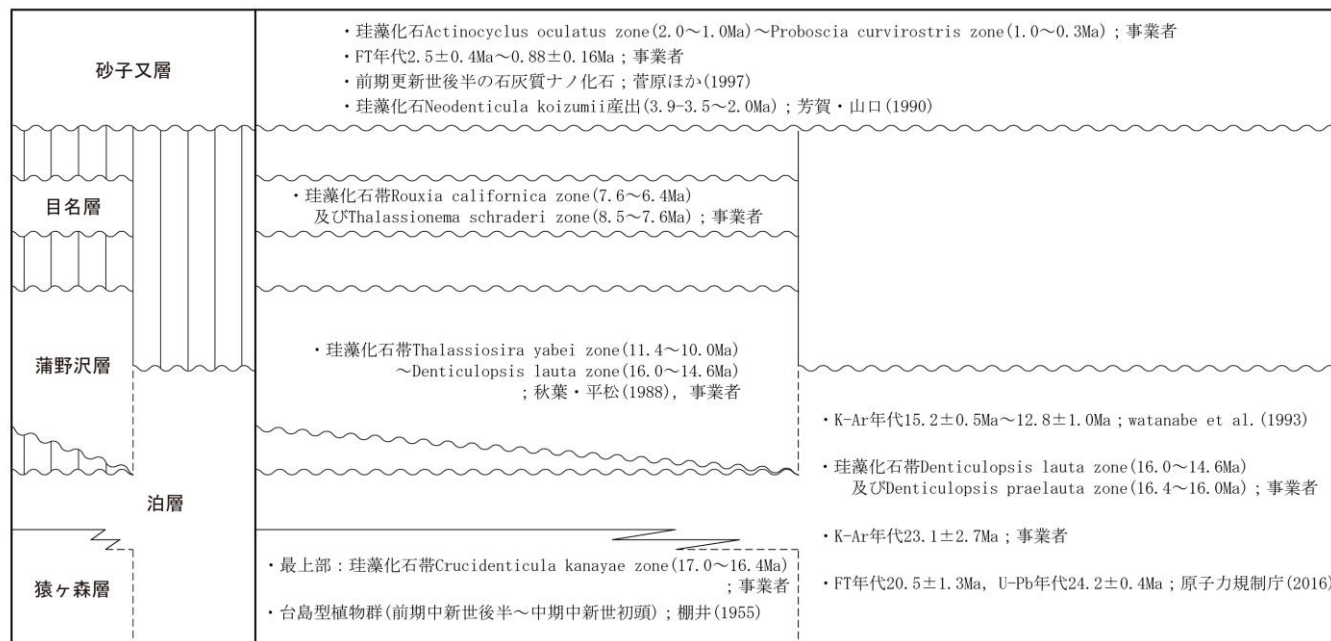 砂子又層
・珪藻化石Actinocyclus oculatus zone(2.0～1.0Ma)～Proboscia curvirostris zone(1.0～0.3Ma)；事業者
・FT年代2.5±0.4Ma～0.88±0.16Ma；事業者
・前期更新世後半の石灰質ナノ化石；菅原ほか(1997)
・珪藻化石Neodenticula koizumii産出(3.9-3.5～2.0Ma)；芳賀・山口(1990)
目名層
・珪藻化石帯Rouxia californica zone(7.6～6.4Ma)
及びThalassionema schraderi zone(8.5～7.6Ma)；事業者
蒲野沢層
・珪藻化石帯Thalassiosira yabei zone(11.4～10.0Ma)
～Denticulopsis lauta zone(16.0～14.6Ma)
；秋葉・平松(1988), 事業者
泊層
・K-Ar年代15.2±0.5Ma～12.8±1.0Ma；watanabe et al.(1993)
・珪藻化石帯Denticulopsis lauta zone(16.0～14.6Ma)
及びDenticulopsis praelauta zone(16.4～16.0Ma)；事業者
・K-Ar年代23.1±2.7Ma；事業者
・FT年代20.5±1.3Ma, U-Pb年代24.2±0.4Ma；原子力規制庁(2016)
猿ヶ森層
・最上部：珪藻化石帯Crucidenticula kanayae zone(17.0～16.4Ma)
；事業者
・台島型植物群(前期中新世後半～中期中新世初頭)；棚井(1955)